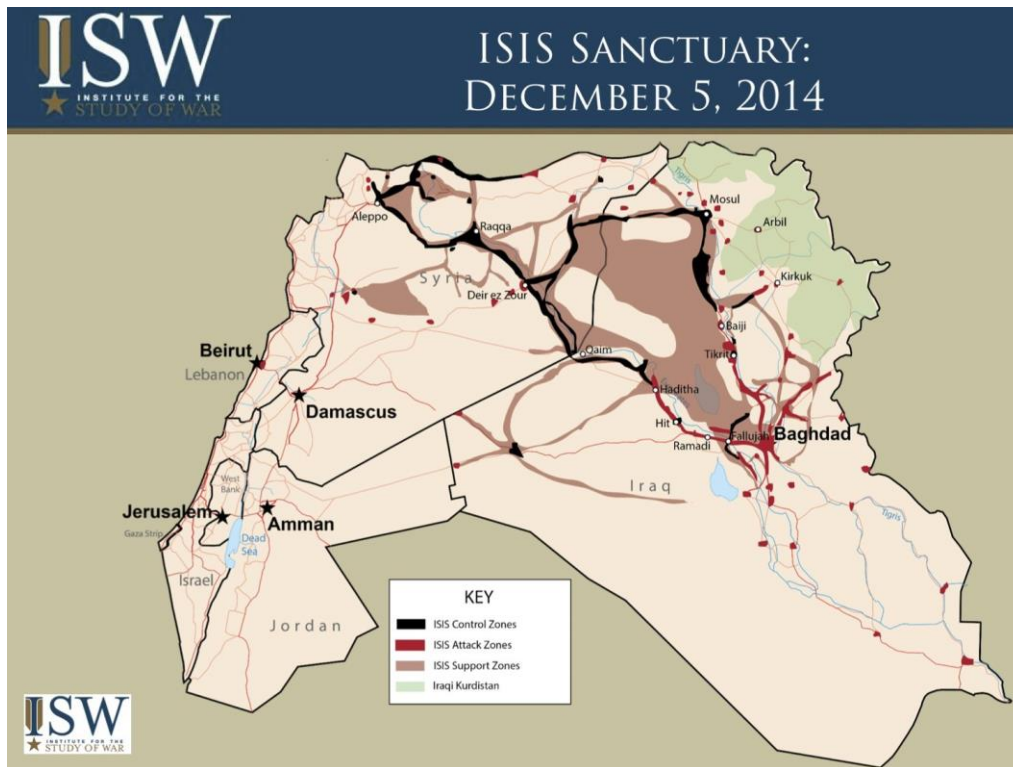 ISW
INSTITUTE FOR THE
STUDY OF WAR
ISIS SANCTUARY:
DECEMBER 5, 2014
Tigris
Mosul
Aleppo
Arbil
Raqqa
Syria
Kirkuk
Deir ez Zour
Baiji
Beirut
Qaim
Tikrit
Lebanon
Haditha
Damascus
Hit
Fallujah
Baghdad
Ramadi
West
Bank
Iraq
Jerusalem
Amman
Tigris
Gaza Strip
Dead
Sea
Israel
Jordan
KEY
ISIS Control Zones
ISIS Attack Zones
ISIS Support Zones
Iraqi Kurdistan
ISW
INSTITUTE FOR THE
STUDY OF WAR